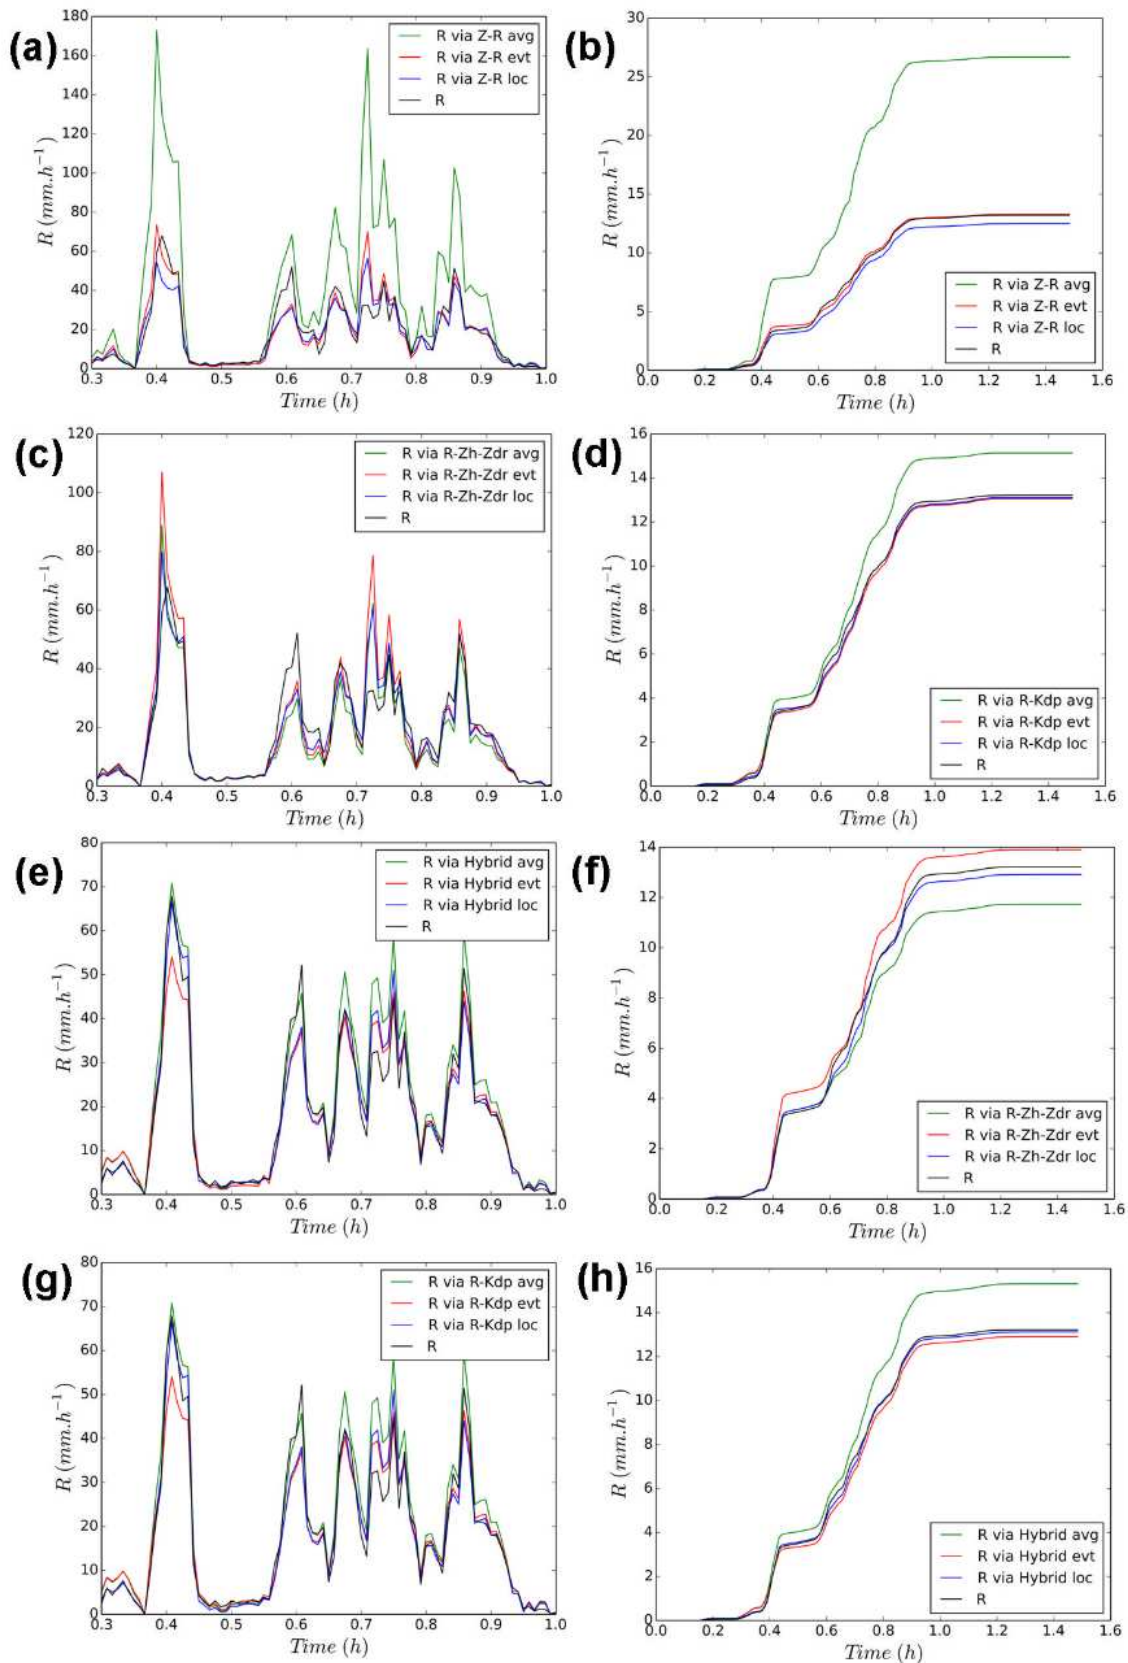 (a)
180
160
140
120
100
80
60
40
20
0
0.3 0.4 0.5 0.6 0.7 0.8 0.9 1.0
R (mm.h⁻¹)
Time (h)
R via Z-R avg
R via Z-R evt
R via Z-R loc
R
(b)
30
25
20
15
10
5
0
0.0 0.2 0.4 0.6 0.8 1.0 1.2 1.4 1.6
R (mm.h⁻¹)
Time (h)
R via Z-R avg
R via Z-R evt
R via Z-R loc
R
(c)
120
100
80
60
40
20
0
0.3 0.4 0.5 0.6 0.7 0.8 0.9 1.0
R (mm.h⁻¹)
Time (h)
R via R-Zh-Zdr avg
R via R-Zh-Zdr evt
R via R-Zh-Zdr loc
R
(d)
16
14
12
10
8
6
4
2
0
0.0 0.2 0.4 0.6 0.8 1.0 1.2 1.4 1.6
R (mm.h⁻¹)
Time (h)
R via R-Kdp avg
R via R-Kdp evt
R via R-Kdp loc
R
(e)
80
70
60
50
40
30
20
10
0
0.3 0.4 0.5 0.6 0.7 0.8 0.9 1.0
R (mm.h⁻¹)
Time (h)
R via Hybrid avg
R via Hybrid evt
R via Hybrid loc
R
(f)
14
12
10
8
6
4
2
0
0.0 0.2 0.4 0.6 0.8 1.0 1.2 1.4 1.6
R (mm.h⁻¹)
Time (h)
R via R-Zh-Zdr avg
R via R-Zh-Zdr evt
R via R-Zh-Zdr loc
R
(g)
80
70
60
50
40
30
20
10
0
0.3 0.4 0.5 0.6 0.7 0.8 0.9 1.0
R (mm.h⁻¹)
Time (h)
R via R-Kdp avg
R via R-Kdp evt
R via R-Kdp loc
R
(h)
16
14
12
10
8
6
4
2
0
0.0 0.2 0.4 0.6 0.8 1.0 1.2 1.4 1.6
R (mm.h⁻¹)
Time (h)
R via Hybrid avg
R via Hybrid evt
R via Hybrid loc
R